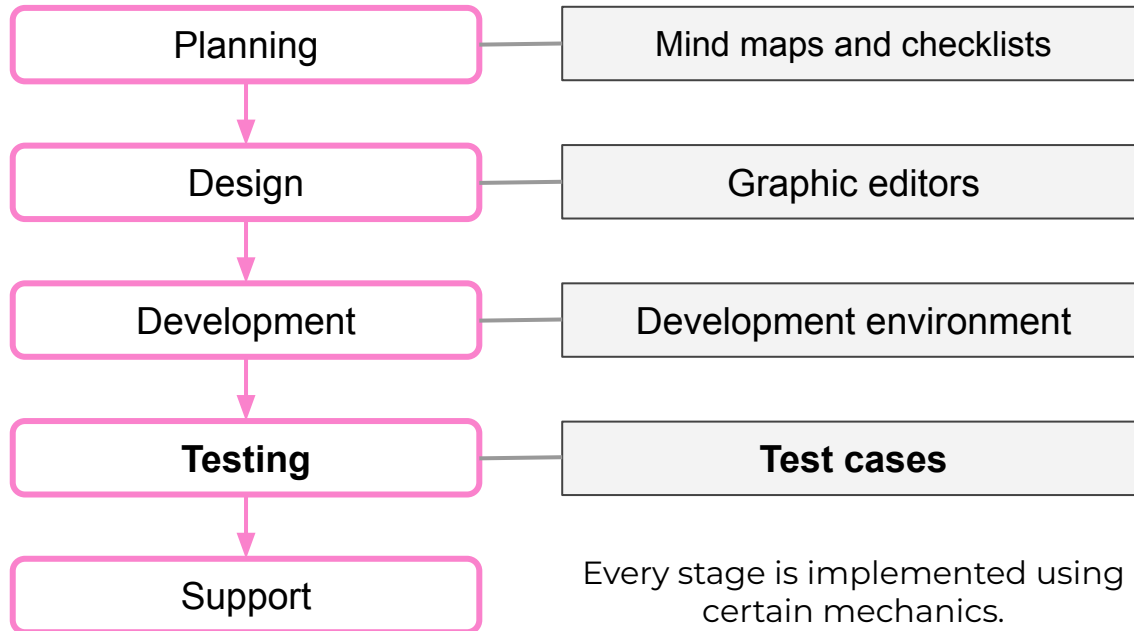 Planning
Mind maps and checklists
Design
Graphic editors
Development
Development environment
Testing
Test cases
Support
Every stage is implemented using
certain mechanics.